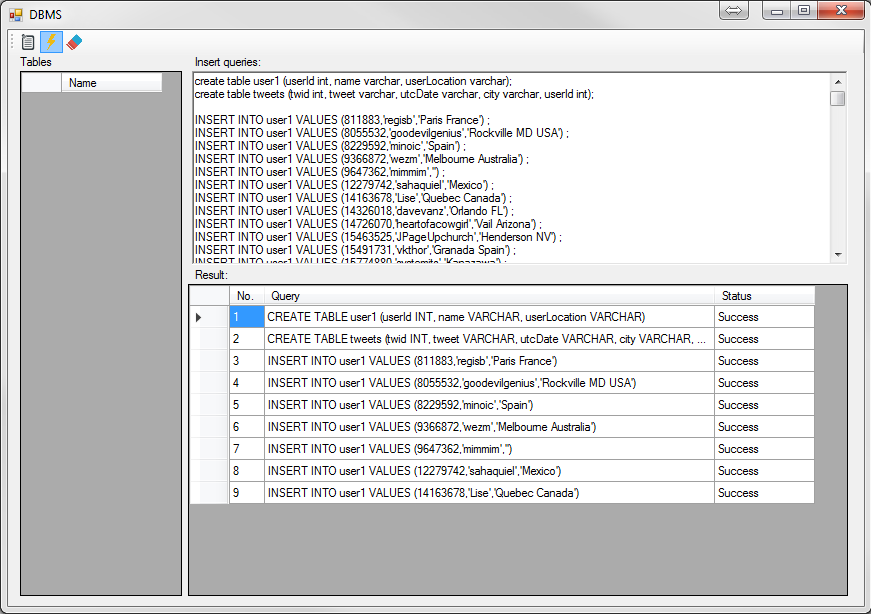 DBMS
Tables
Name
Insert queries:
create table user1 (userId int, name varchar, userLocation varchar);
create table tweets (twid int, tweet varchar, utcDate varchar, city varchar, userId int);
INSERT INTO user1 VALUES (811883,'regisb','Paris France') ;
INSERT INTO user1 VALUES (8055532,'goodevilgenius','Rockville MD USA') ;
INSERT INTO user1 VALUES (8229592,'minoic','Spain') ;
INSERT INTO user1 VALUES (9366872,'wezm','Melbourne Australia') ;
INSERT INTO user1 VALUES (9647362,'mimmim','') ;
INSERT INTO user1 VALUES (12279742,'sahaquiel','Mexico') ;
INSERT INTO user1 VALUES (14163678,'Lise','Quebec Canada') ;
INSERT INTO user1 VALUES (14326018,'davevanz','Orlando FL') ;
INSERT INTO user1 VALUES (14726070,'heartofacowgirl','Vail Arizona') ;
INSERT INTO user1 VALUES (15463525,'JPageUpchurch','Henderson NV') ;
INSERT INTO user1 VALUES (15491731,'vkthor','Granada Spain') ;
INSERT INTO user1 VALUES (15774880,'systemite','Kanazawa') ;
Result:
No. Query Status
1 CREATE TABLE user1 (userId INT, name VARCHAR, userLocation VARCHAR) Success
2 CREATE TABLE tweets (twid INT, tweet VARCHAR, utcDate VARCHAR, city VARCHAR, ... Success
3 INSERT INTO user1 VALUES (811883,'regisb','Paris France') Success
4 INSERT INTO user1 VALUES (8055532,'goodevilgenius','Rockville MD USA') Success
5 INSERT INTO user1 VALUES (8229592,'minoic','Spain') Success
6 INSERT INTO user1 VALUES (9366872,'wezm','Melbourne Australia') Success
7 INSERT INTO user1 VALUES (9647362,'mimmim','') Success
8 INSERT INTO user1 VALUES (12279742,'sahaquiel','Mexico') Success
9 INSERT INTO user1 VALUES (14163678,'Lise','Quebec Canada') Success